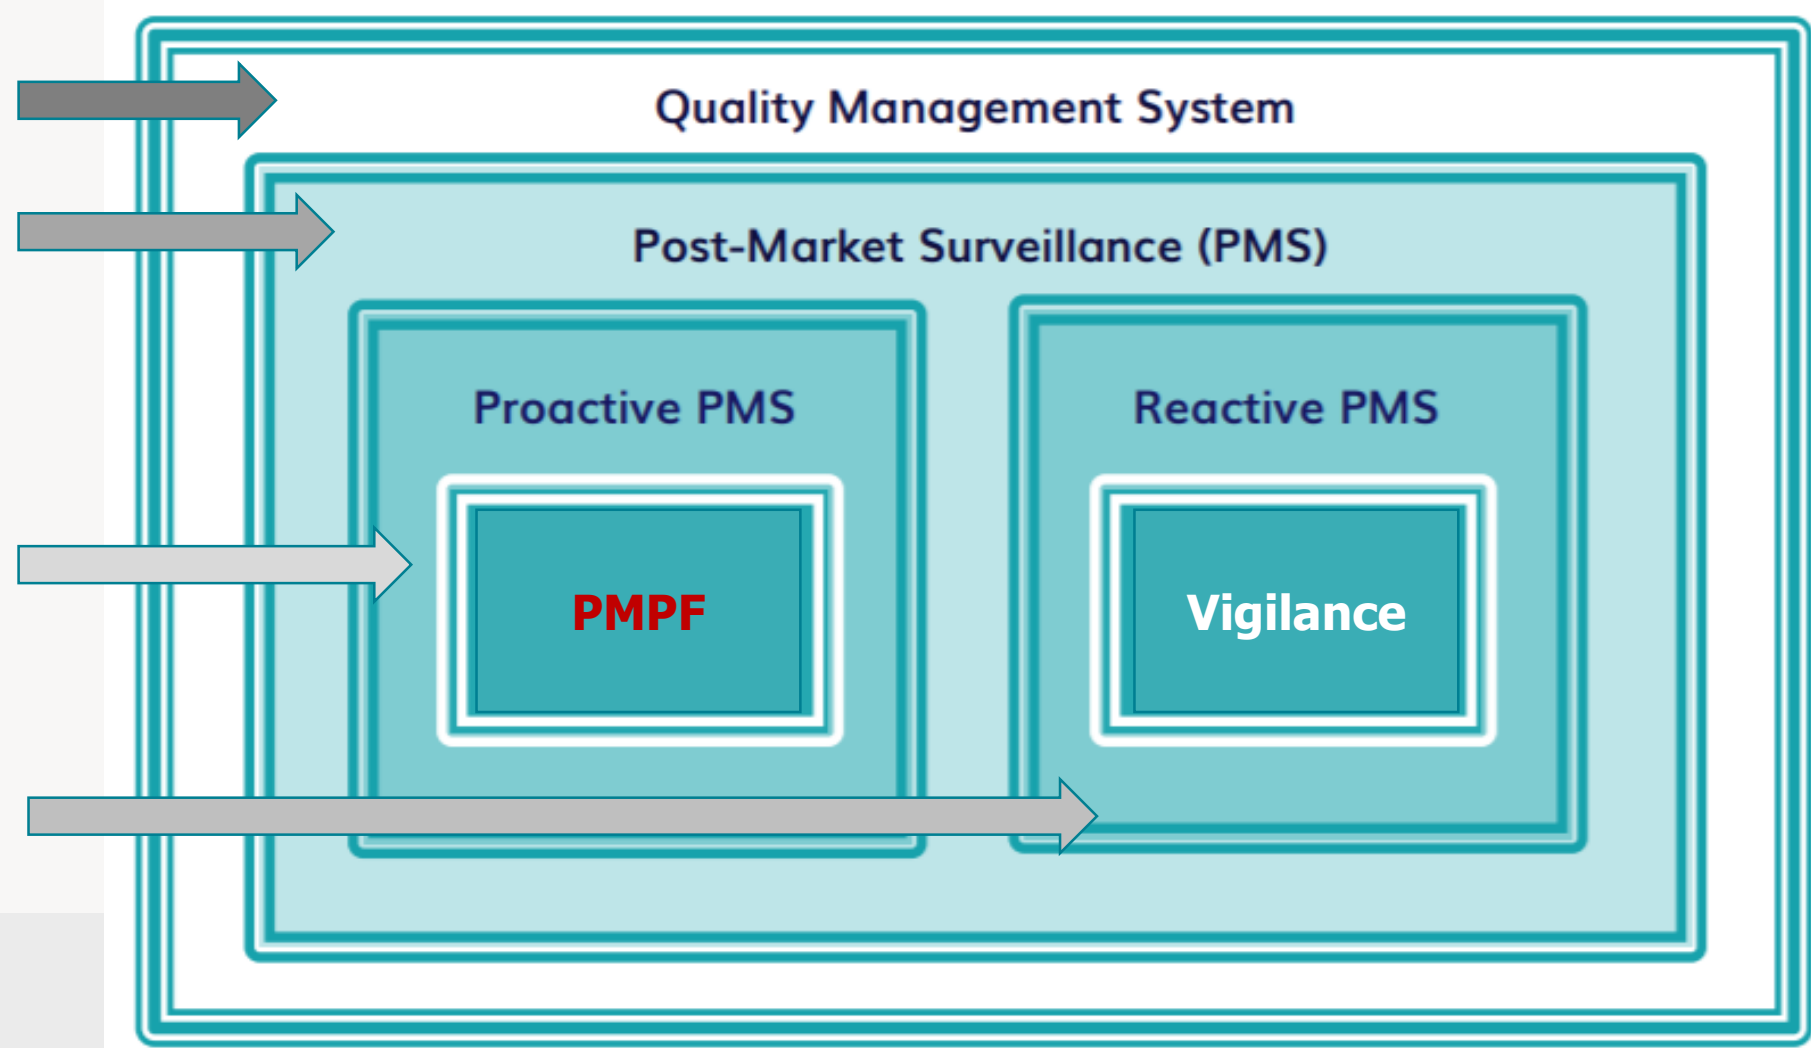 Quality Management System
Post-Market Surveillance (PMS)
Proactive PMS
Reactive PMS
PMPF
Vigilance